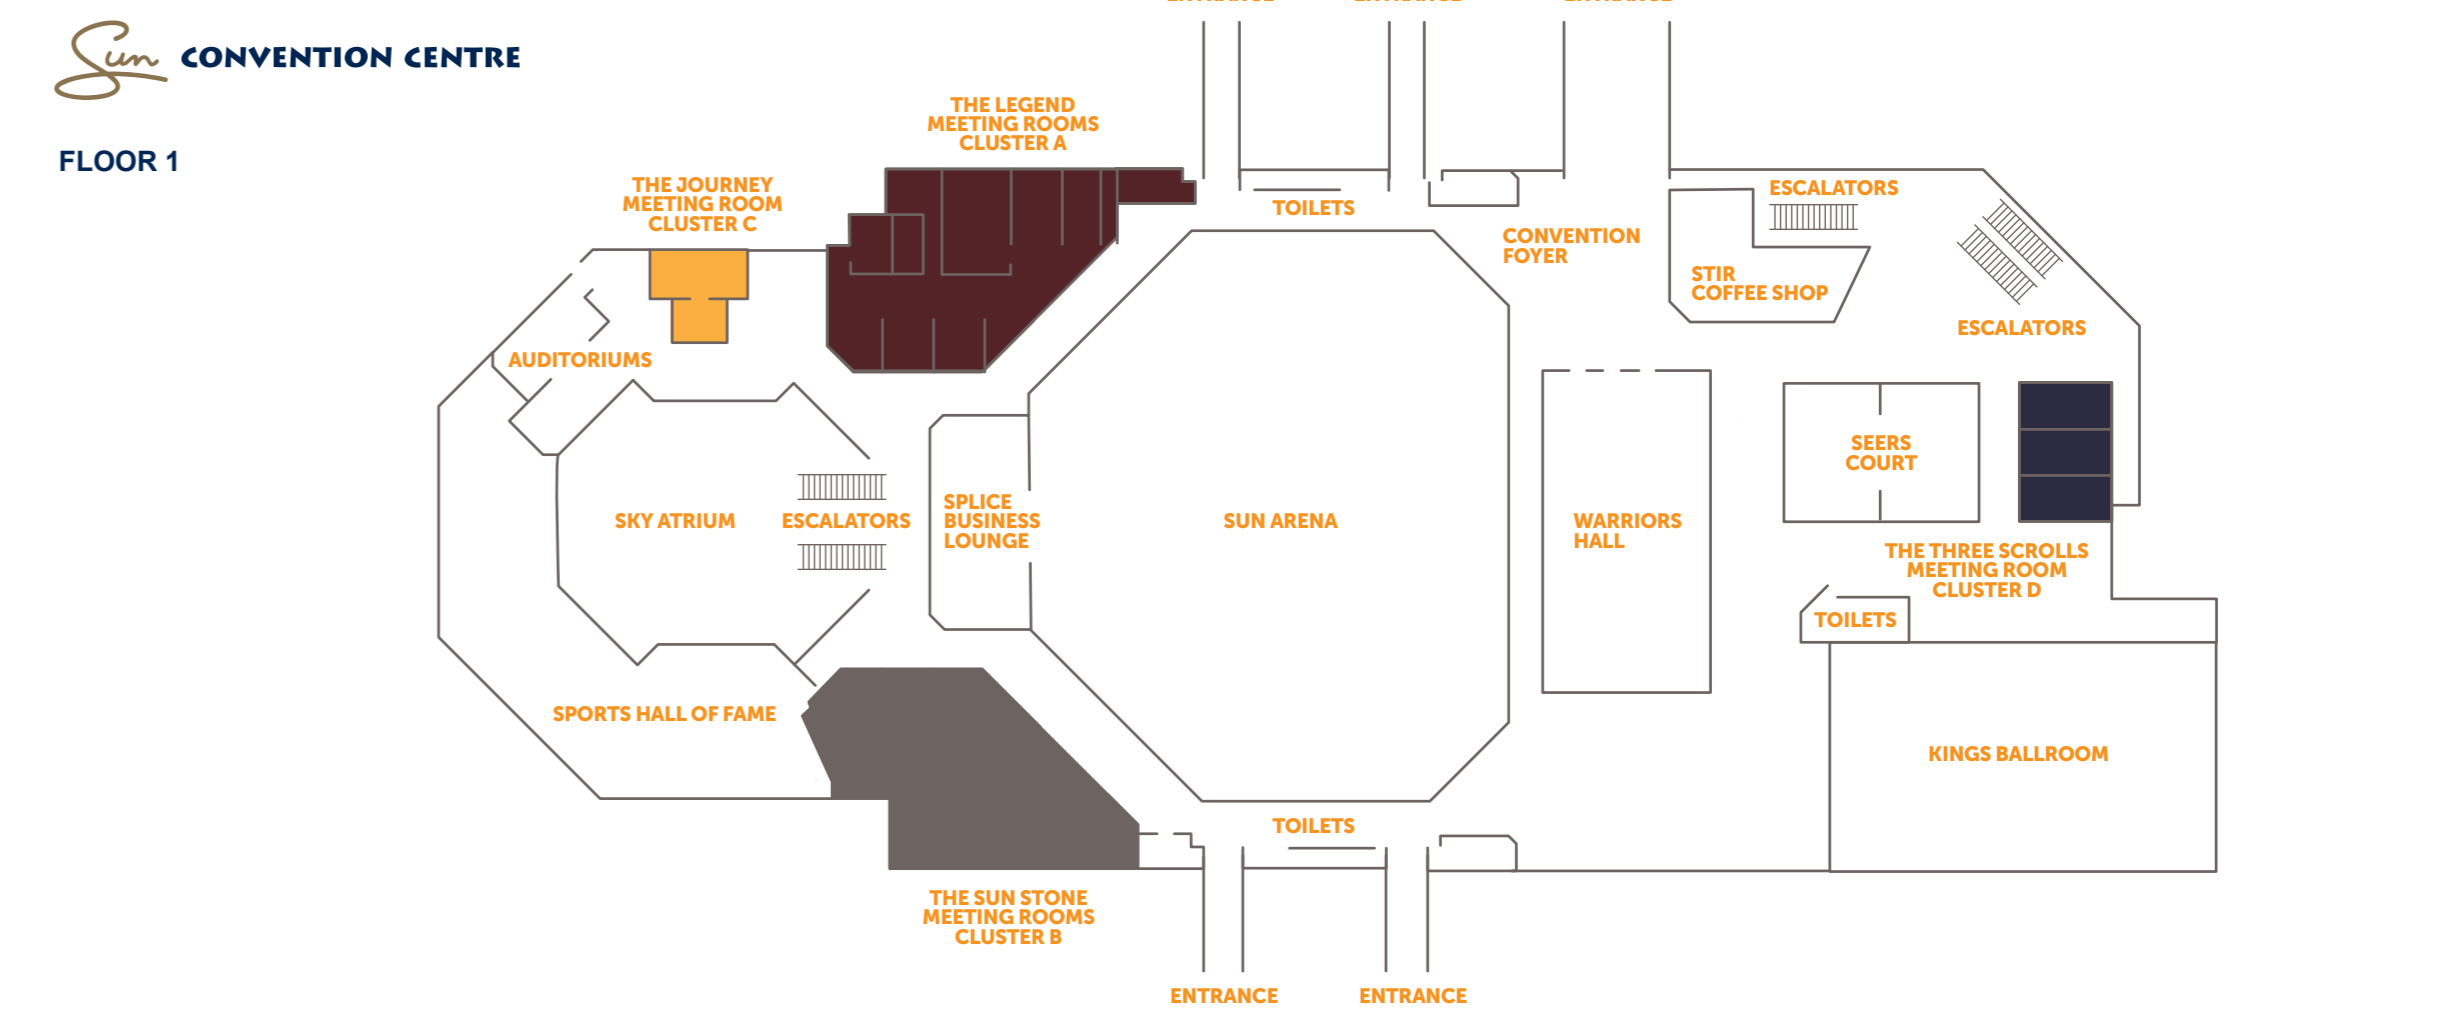 ENTRANCE ENTRANCE ENTRANCE
Sun CONVENTION CENTRE
FLOOR 1
THE LEGEND
MEETING ROOMS
CLUSTER A
THE JOURNEY
MEETING ROOM
CLUSTER C
TOILETS
ESCALATORS
CONVENTION
FOYER
STIR
COFFEE SHOP
ESCALATORS
AUDITORIUMS
SEERS
COURT
SKY ATRIUM
ESCALATORS
SPLICE
BUSINESS
LOUNGE
SUN ARENA
WARRIORS
HALL
THE THREE SCROLLS
MEETING ROOM
CLUSTER D
TOILETS
SPORTS HALL OF FAME
KINGS BALLROOM
TOILETS
THE SUN STONE
MEETING ROOMS
CLUSTER B
ENTRANCE
ENTRANCE